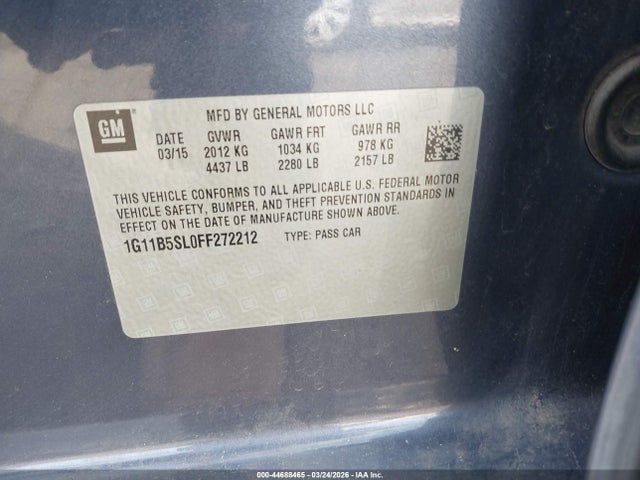 GM
MFD BY GENERAL MOTORS LLC
DATE GVWR GAWR FRT GAWR RR
03/15 2012 KG 1034 KG 978 KG
4437 LB 2280 LB 2157 LB
THIS VEHICLE CONFORMS TO ALL APPLICABLE U.S. FEDERAL MOTOR
VEHICLE SAFETY, BUMPER, AND THEFT PREVENTION STANDARDS IN
EFFECT ON THE DATE OF MANUFACTURE SHOWN ABOVE.
1G11B5SL0FF272212 TYPE: PASS CAR
000-44688465 - 03/24/2026 - IAA Inc.